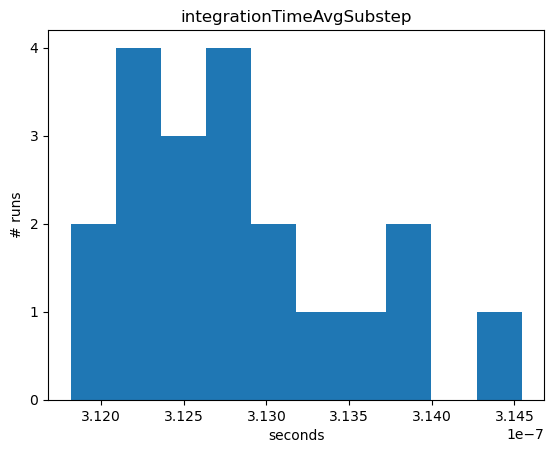 integrationTimeAvgSubstep
4
3
2
1
0
# runs
3.120 3.125 3.130 3.135 3.140 3.145
1e-7
seconds